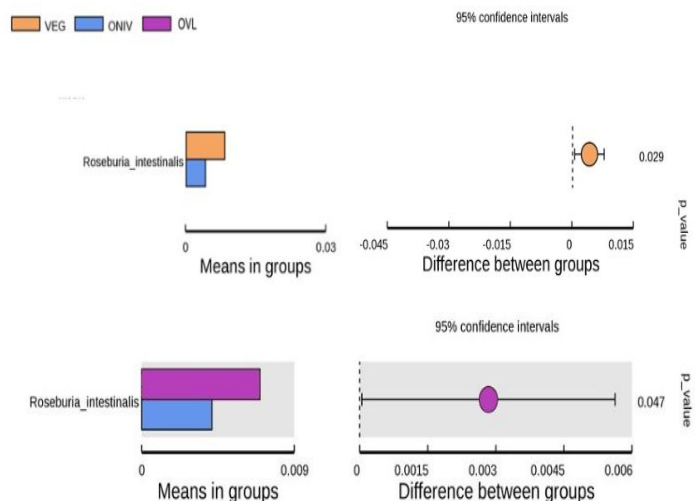 VEG ONIV OVL
95% confidence intervals
Roseburia_intestinalis
0.029
0 0.03
-0.045 -0.03 -0.015 0 0.015
Means in groups
Difference between groups
p_value
95% confidence intervals
Roseburia_intestinalis
0.047
0 0.009
0 0.0015 0.003 0.0045 0.006
Means in groups
Difference between groups
p_value